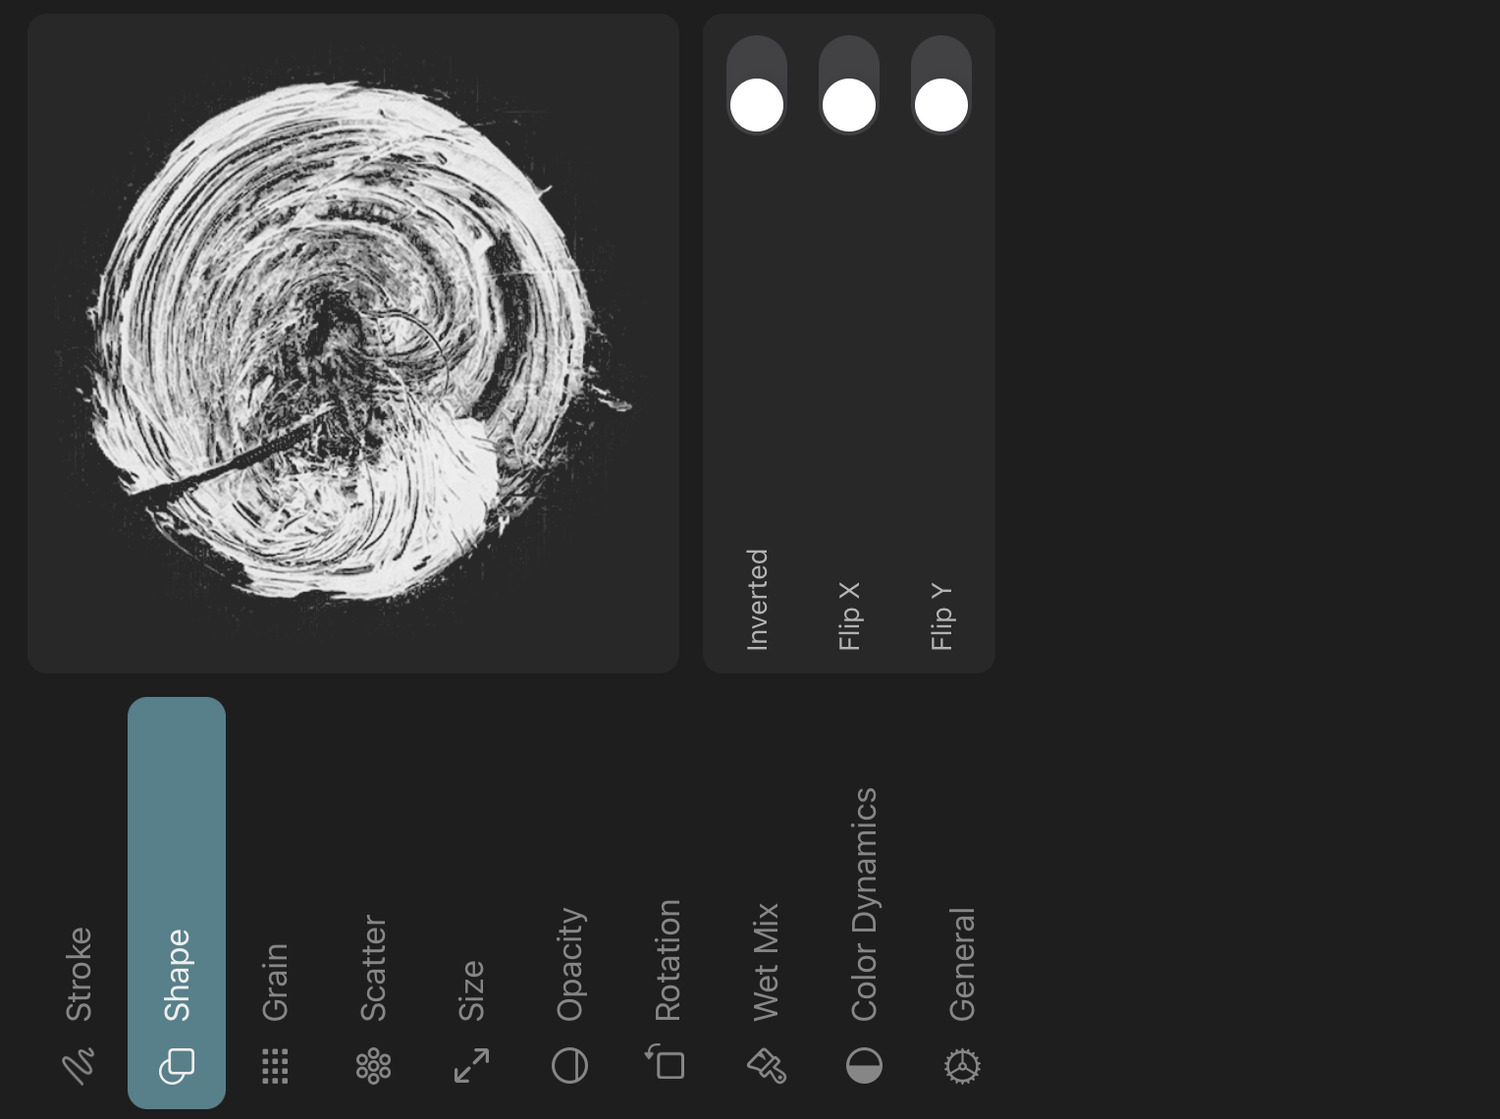 Stroke
Shape
Grain
Scatter
Size
Opacity
Rotation
Wet Mix
Color Dynamics
General
Inverted
Flip X
Flip Y